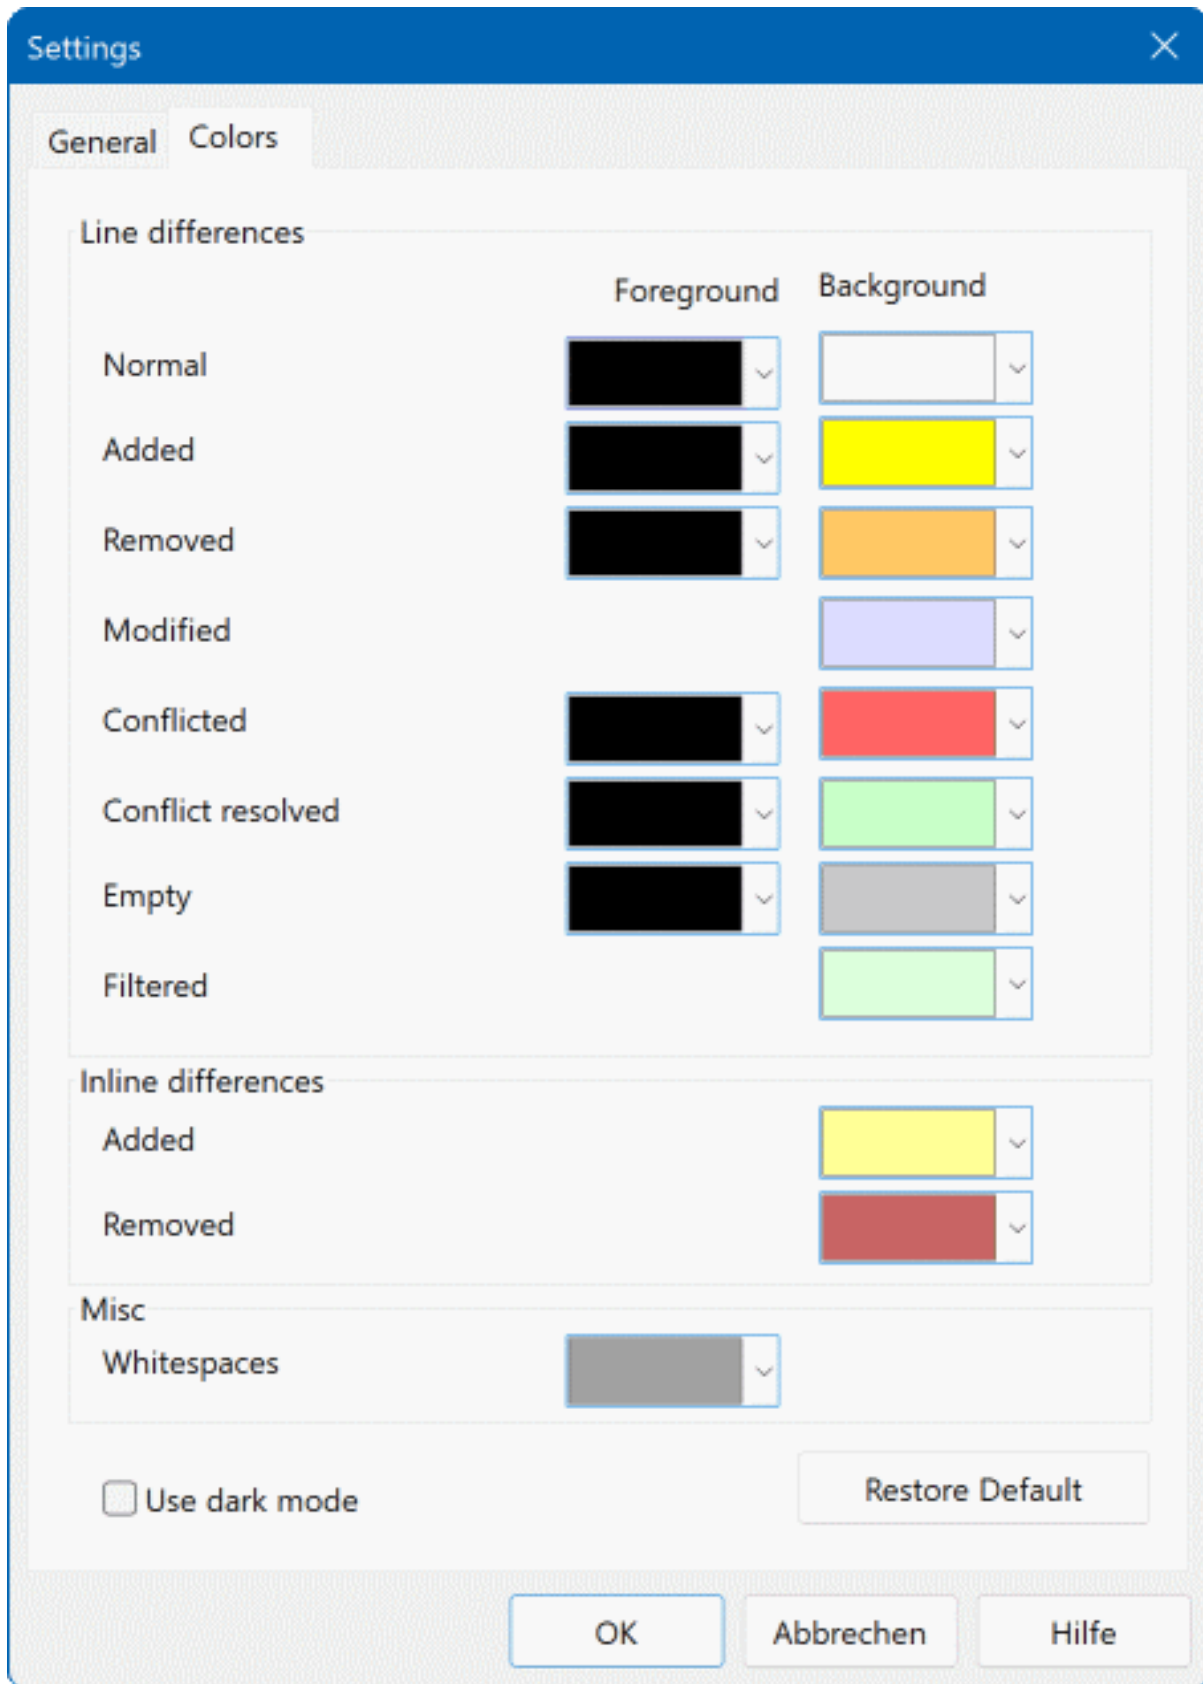 Settings
General Colors
Line differences
Foreground Background
Normal
Added
Removed
Modified
Conflicted
Conflict resolved
Empty
Filtered
Inline differences
Added
Removed
Misc
Whitespaces
Use dark mode Restore Default
OK Abbrechen Hilfe